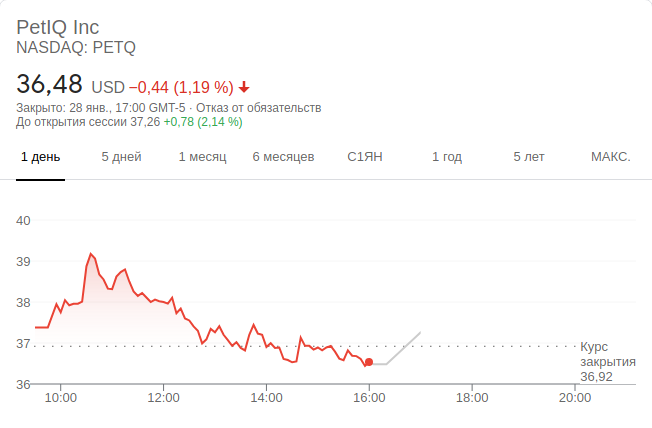 PetIQ Inc
NASDAQ: PETQ
36,48 USD −0,44 (1,19 %)
Закрыто: 28 янв., 17:00 GMT-5 · Отказ от обязательств
До открытия сессии 37,26 +0,78 (2,14 %)
1 день 5 дней 1 месяц 6 месяцев С1ЯН 1 год 5 лет МАКС.
40
39
38
37
36
Курс
закрытия
36,92
10:00 12:00 14:00 16:00 18:00 20:00